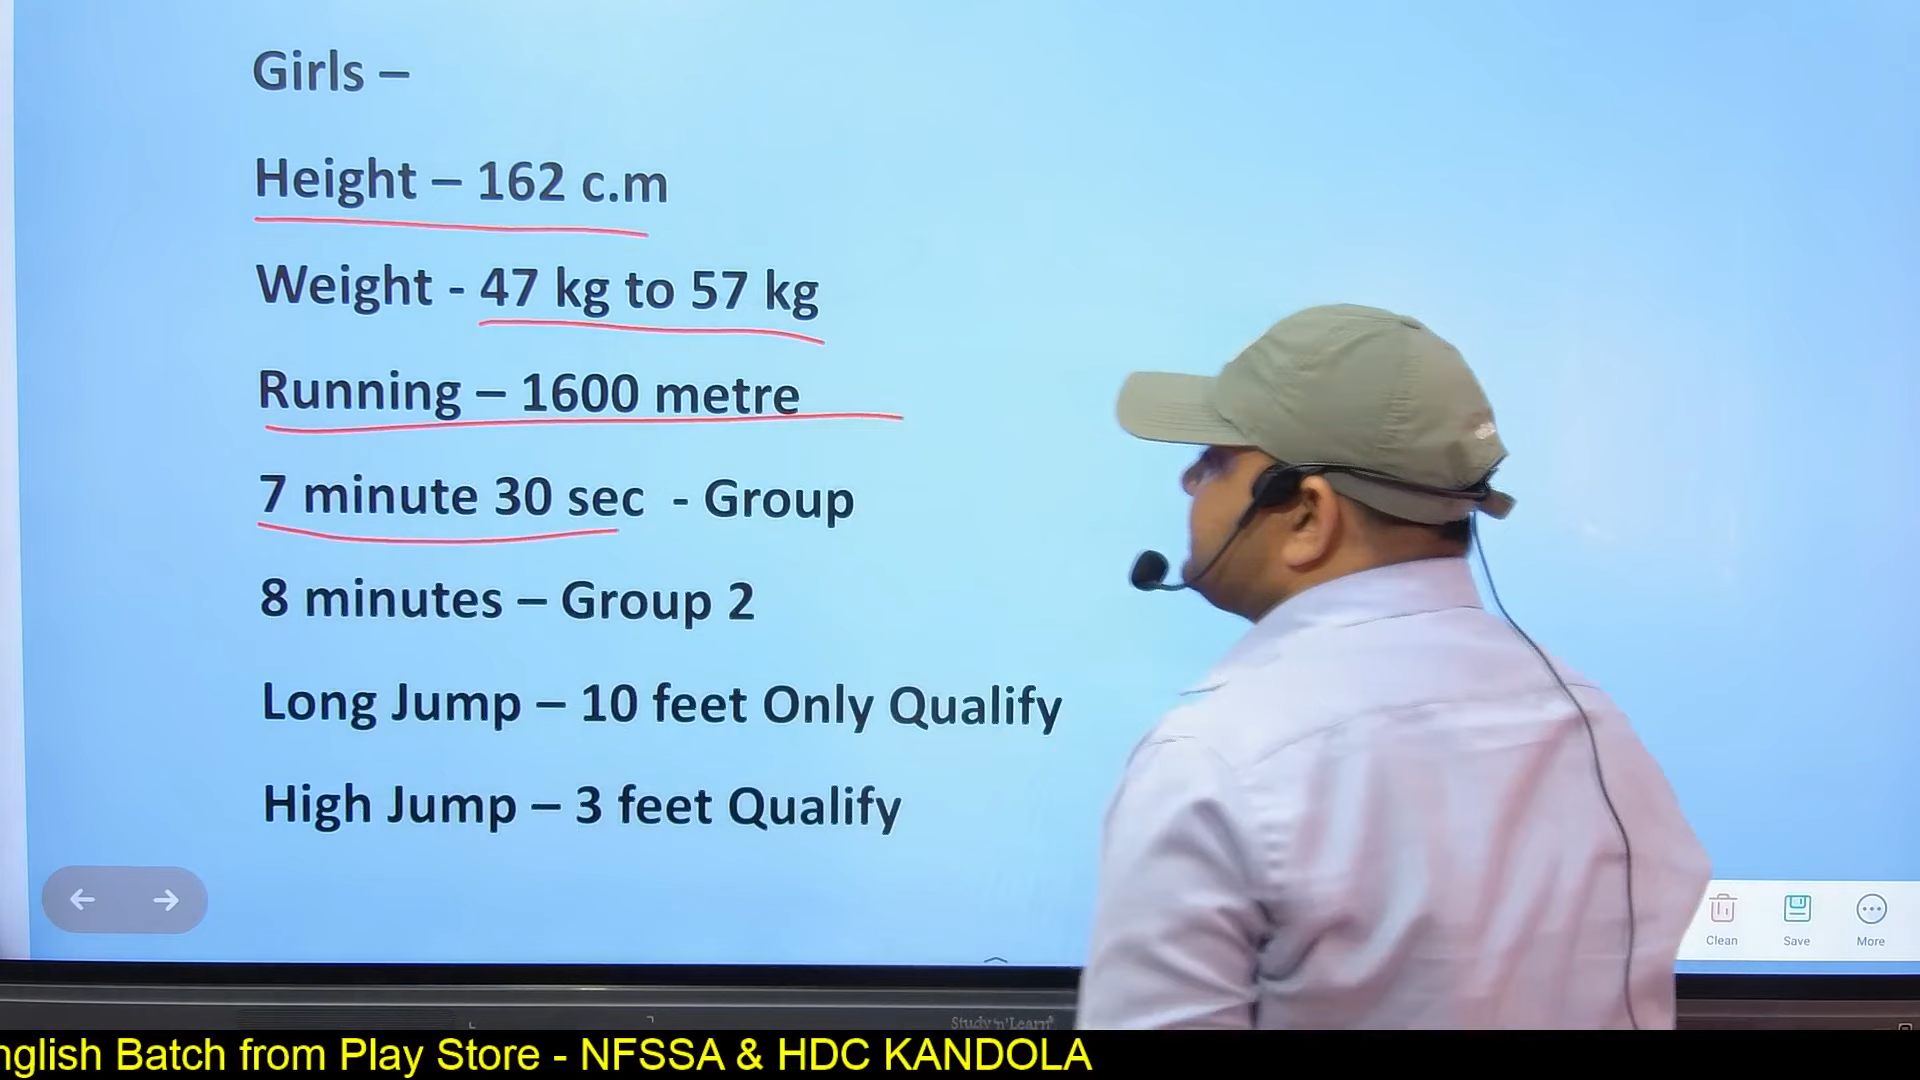 Girls –
Height – 162 c.m
Weight - 47 kg to 57 kg
Running – 1600 metre
7 minute 30 sec - Group
8 minutes – Group 2
Long Jump – 10 feet Only Qualify
High Jump – 3 feet Qualify
Clean Save More
Study'n'Learn
nglish Batch from Play Store - NFSSA & HDC KANDOLA